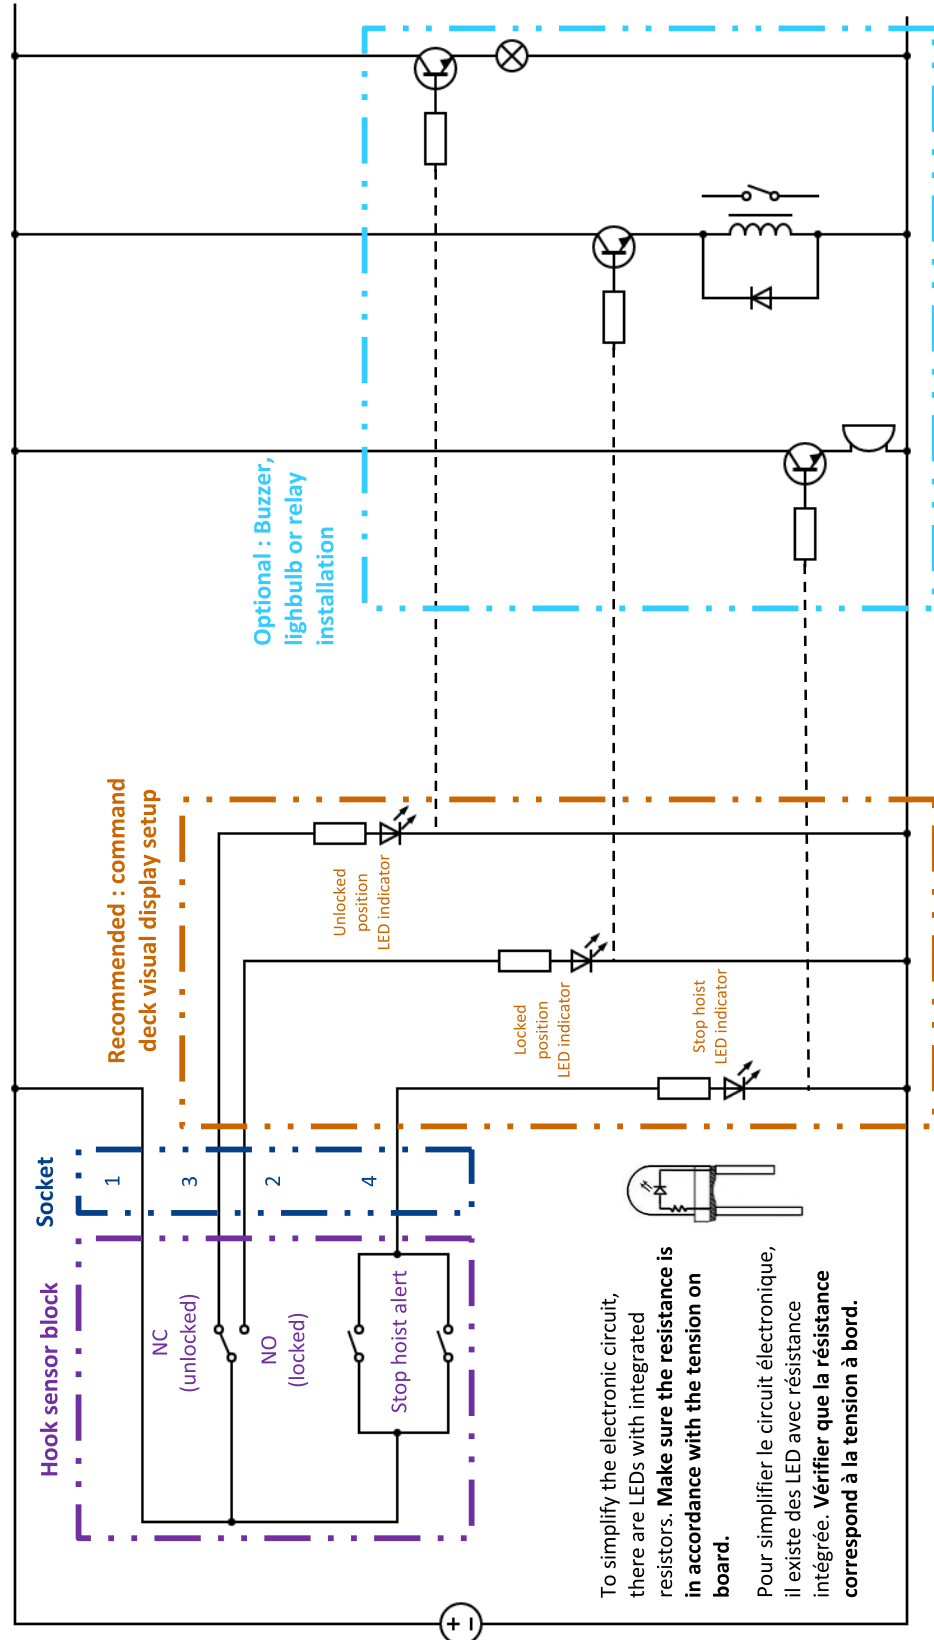 Hook sensor block
Socket
Recommended : command
deck visual display setup
Optional : Buzzer,
lighbulb or relay
installation
1
3
2
4
NC
(unlocked)
NO
(locked)
Stop hoist alert
Unlocked
position
LED indicator
Locked
position
LED indicator
Stop hoist
LED indicator
+
−
To simplify the electronic circuit,
there are LEDs with integrated
resistors. Make sure the resistance is
in accordance with the tension on
board.
Pour simplifier le circuit électronique,
il existe des LED avec résistance
intégrée. Vérifier que la résistance
correspond à la tension à bord.